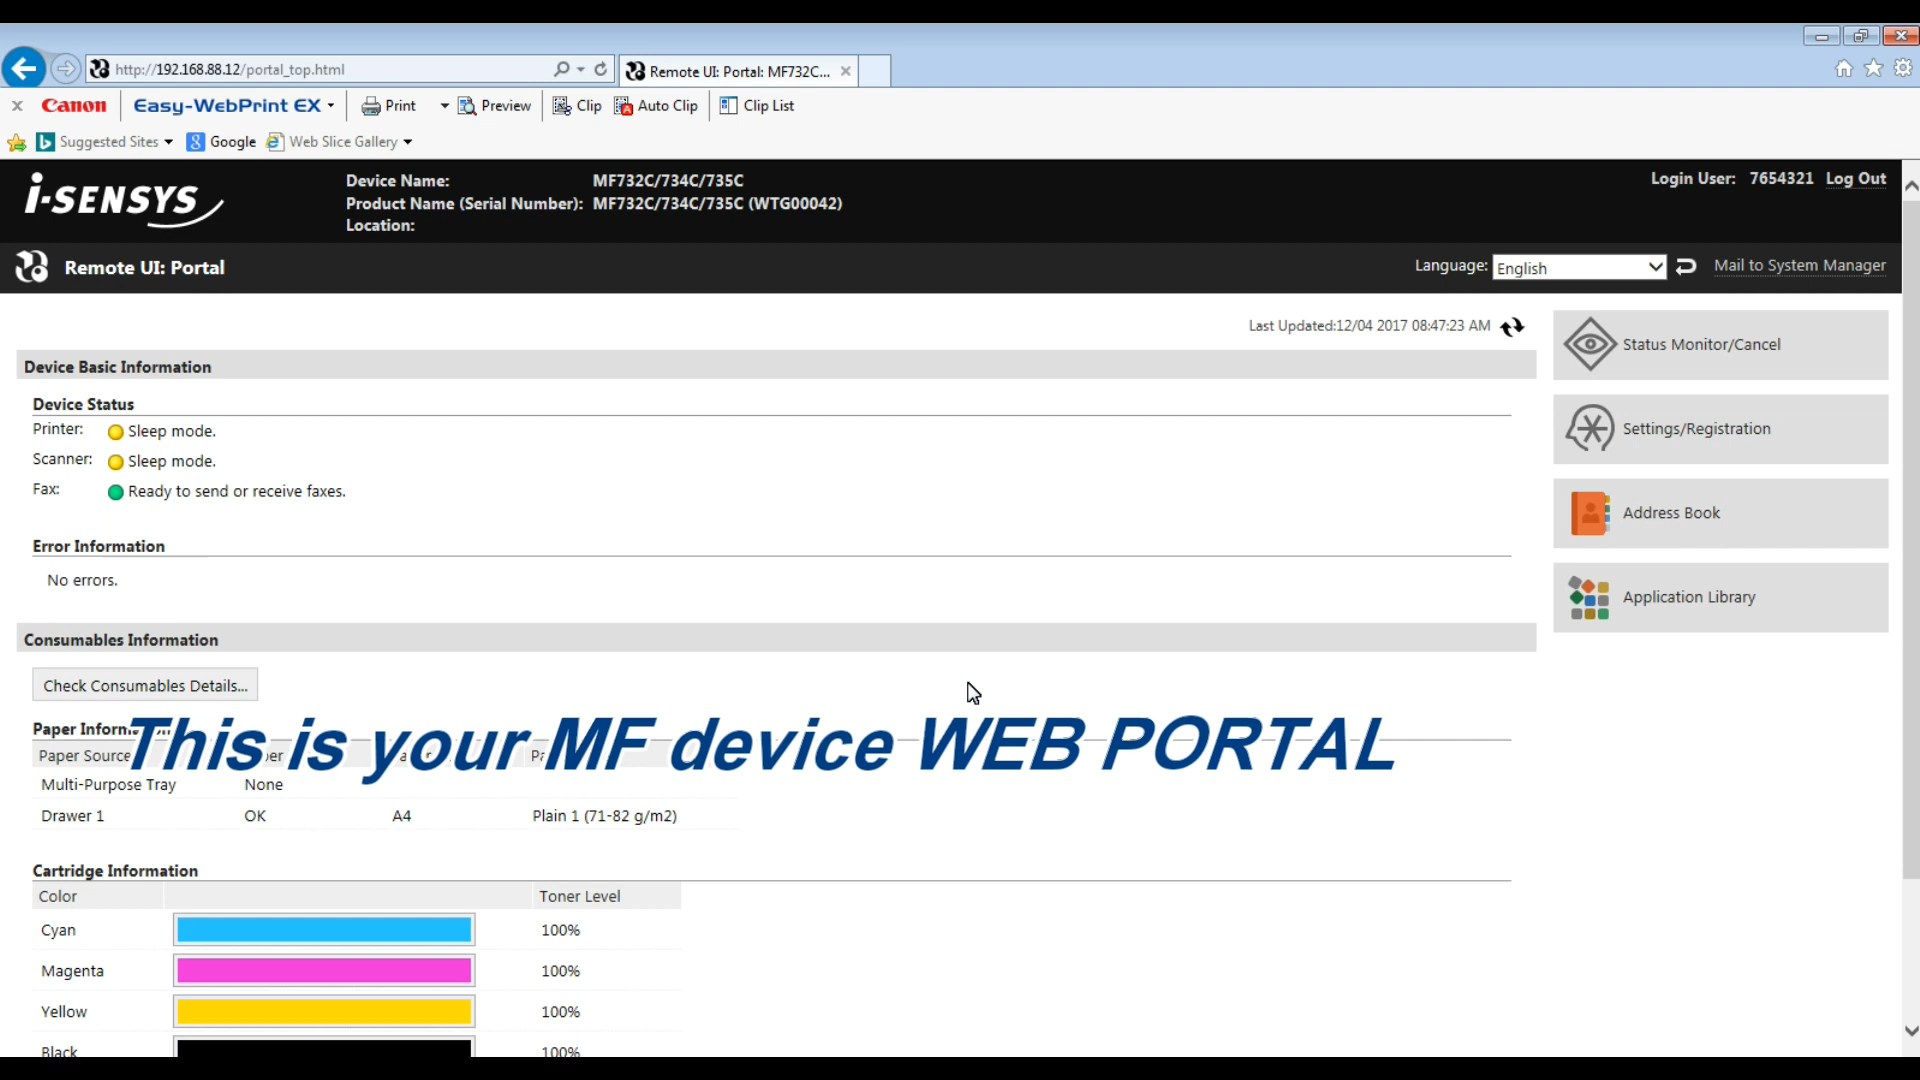 http://192.168.88.12/portal_top.html
Remote UI: Portal: MF732C...
Canon Easy-WebPrint EX Print Preview Clip Auto Clip Clip List
Suggested Sites Google Web Slice Gallery
i-SENSYS
Device Name: MF732C/734C/735C
Product Name (Serial Number): MF732C/734C/735C (WTG00042)
Location:
Login User: 7654321 Log Out
Remote UI: Portal
Language: English Mail to System Manager
Last Updated:12/04 2017 08:47:23 AM
Status Monitor/Cancel
Settings/Registration
Address Book
Application Library
Device Basic Information
Device Status
Printer: Sleep mode.
Scanner: Sleep mode.
Fax: Ready to send or receive faxes.
Error Information
No errors.
Consumables Information
Check Consumables Details...
This is your MF device WEB PORTAL
Paper
Paper Source
Multi-Purpose Tray None
Drawer 1 OK A4 Plain 1 (71-82 g/m2)
Cartridge Information
Color Toner Level
Cyan 100%
Magenta 100%
Yellow 100%
Black 100%